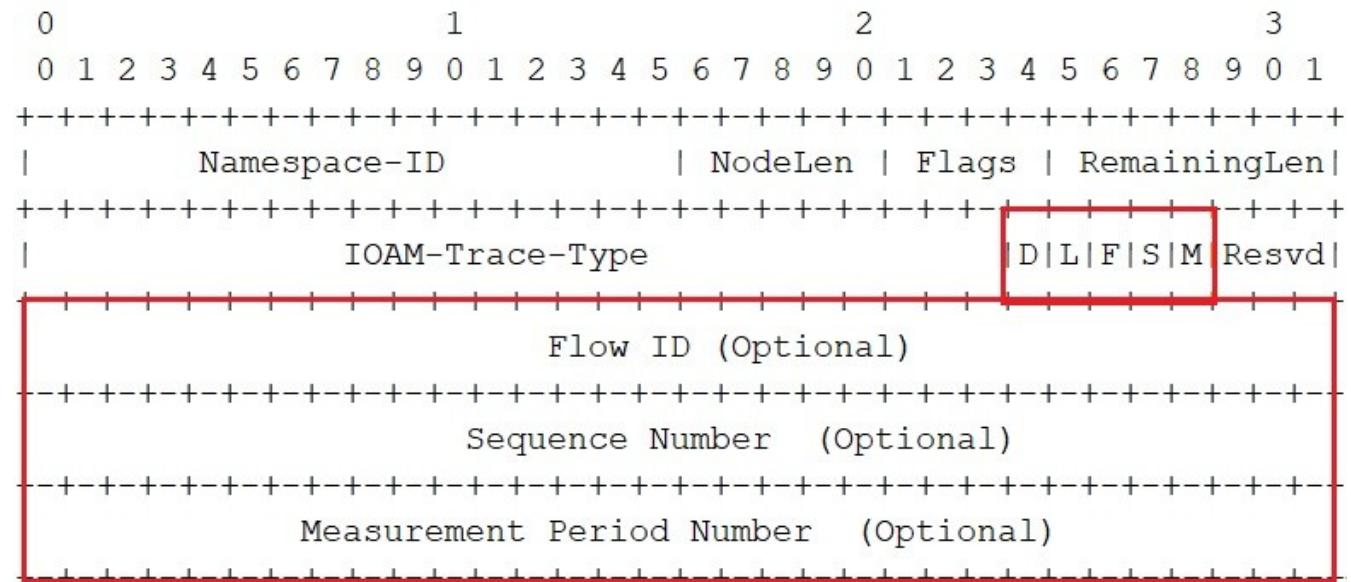 0 1 2 3
0 1 2 3 4 5 6 7 8 9 0 1 2 3 4 5 6 7 8 9 0 1 2 3 4 5 6 7 8 9 0 1
+-+-+-+-+-+-+-+-+-+-+-+-+-+-+-+-+-+-+-+-+-+-+-+-+-+-+-+-+-+-+-+-+
| Namespace-ID | NodeLen | Flags | RemainingLen|
+-+-+-+-+-+-+-+-+-+-+-+-+-+-+-+-+-+-+-+-+-+-+-+-+-+-+-+-+-+-+-+-+
| IOAM-Trace-Type |D|L|F|S|M|Resvd|
+-+-+-+-+-+-+-+-+-+-+-+-+-+-+-+-+-+-+-+-+-+-+-+-+-+-+-+-+-+-+-+-+
Flow ID (Optional)
+-+-+-+-+-+-+-+-+-+-+-+-+-+-+-+-+-+-+-+-+-+-+-+-+-+-+-+-+-+-+-+-+
Sequence Number (Optional)
+-+-+-+-+-+-+-+-+-+-+-+-+-+-+-+-+-+-+-+-+-+-+-+-+-+-+-+-+-+-+-+-+
Measurement Period Number (Optional)
+-+-+-+-+-+-+-+-+-+-+-+-+-+-+-+-+-+-+-+-+-+-+-+-+-+-+-+-+-+-+-+-+